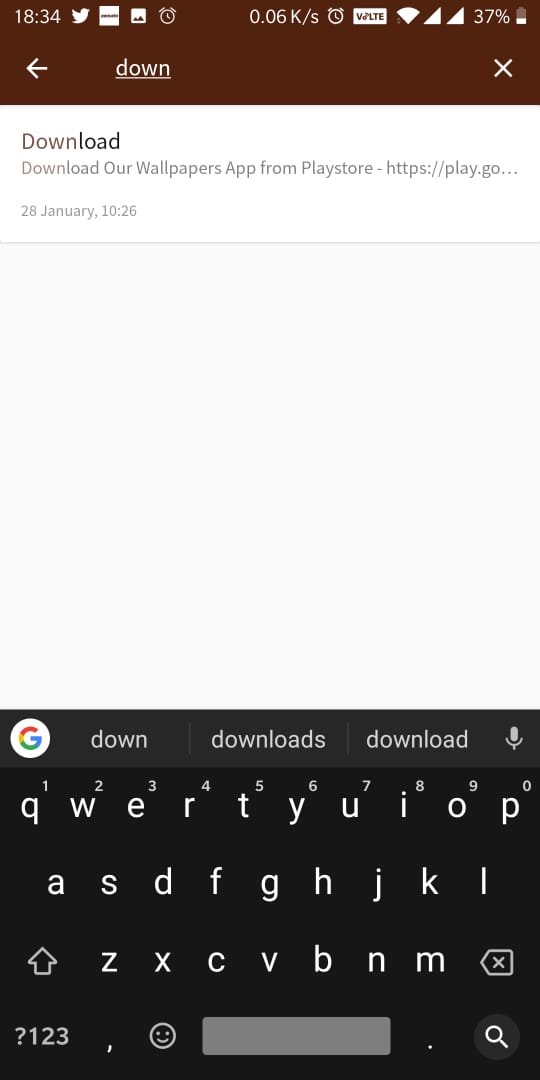 18:34 zomato 0.06 K/s VoLTE 37%
down
Download
Download Our Wallpapers App from Playstore - https://play.go...
28 January, 10:26
G down downloads download
1 2 3 4 5 6 7 8 9 0
q w e r t y u i o p
a s d f g h j k l
z x c v b n m
?123 , .